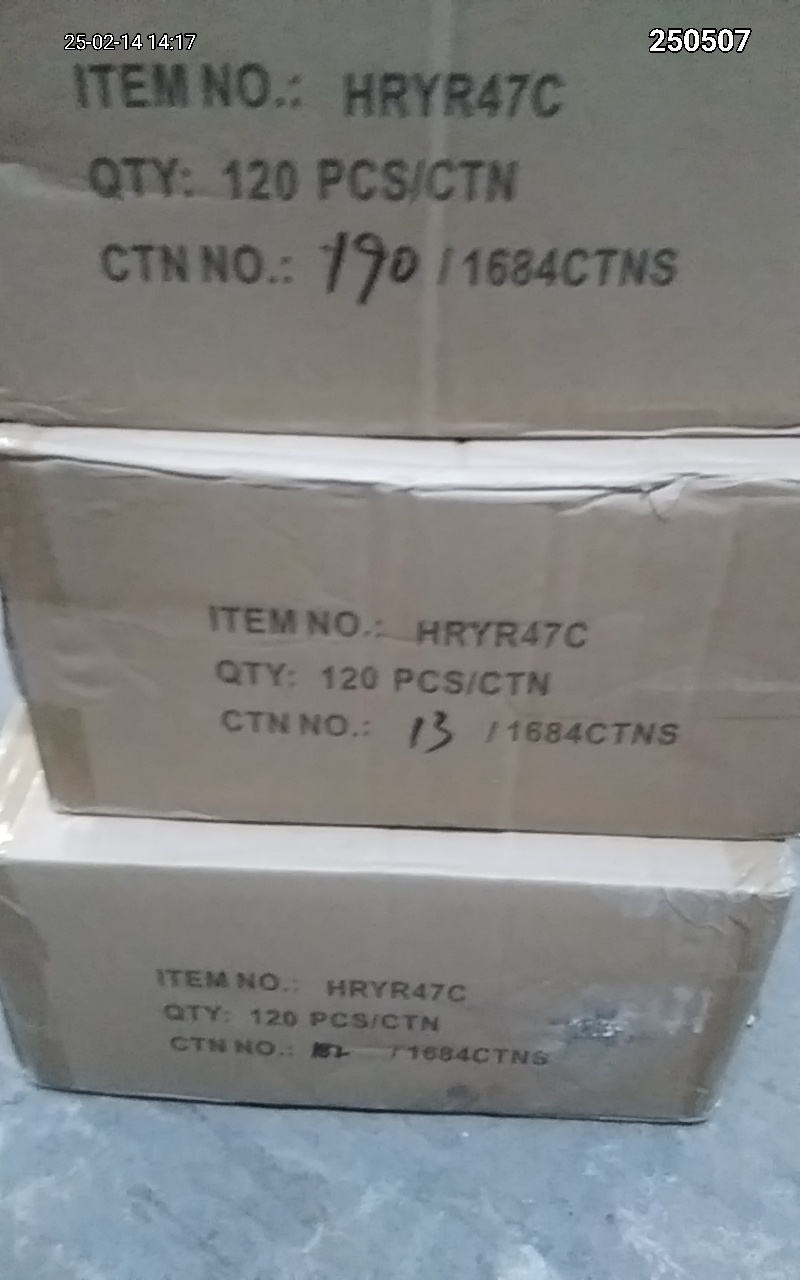 25-02-14 14:17
250507
ITEM NO.: HRYR47C
QTY: 120 PCS/CTN
CTN NO.: 190 / 1684CTNS
ITEM NO.: HRYR47C
QTY: 120 PCS/CTN
CTN NO.: 13 / 1684CTNS
ITEM NO.: HRYR47C
QTY: 120 PCS/CTN
CTN NO.: / 1684CTNS